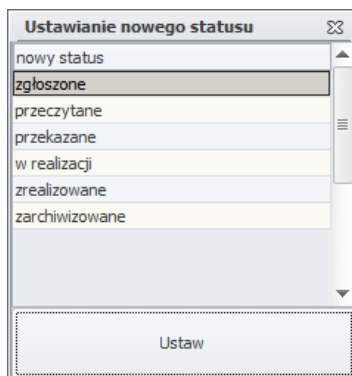 Ustawianie nowego statusu
nowy status
zgłoszone
przeczytane
przekazane
w realizacji
zrealizowane
zarchiwizowane
Ustaw